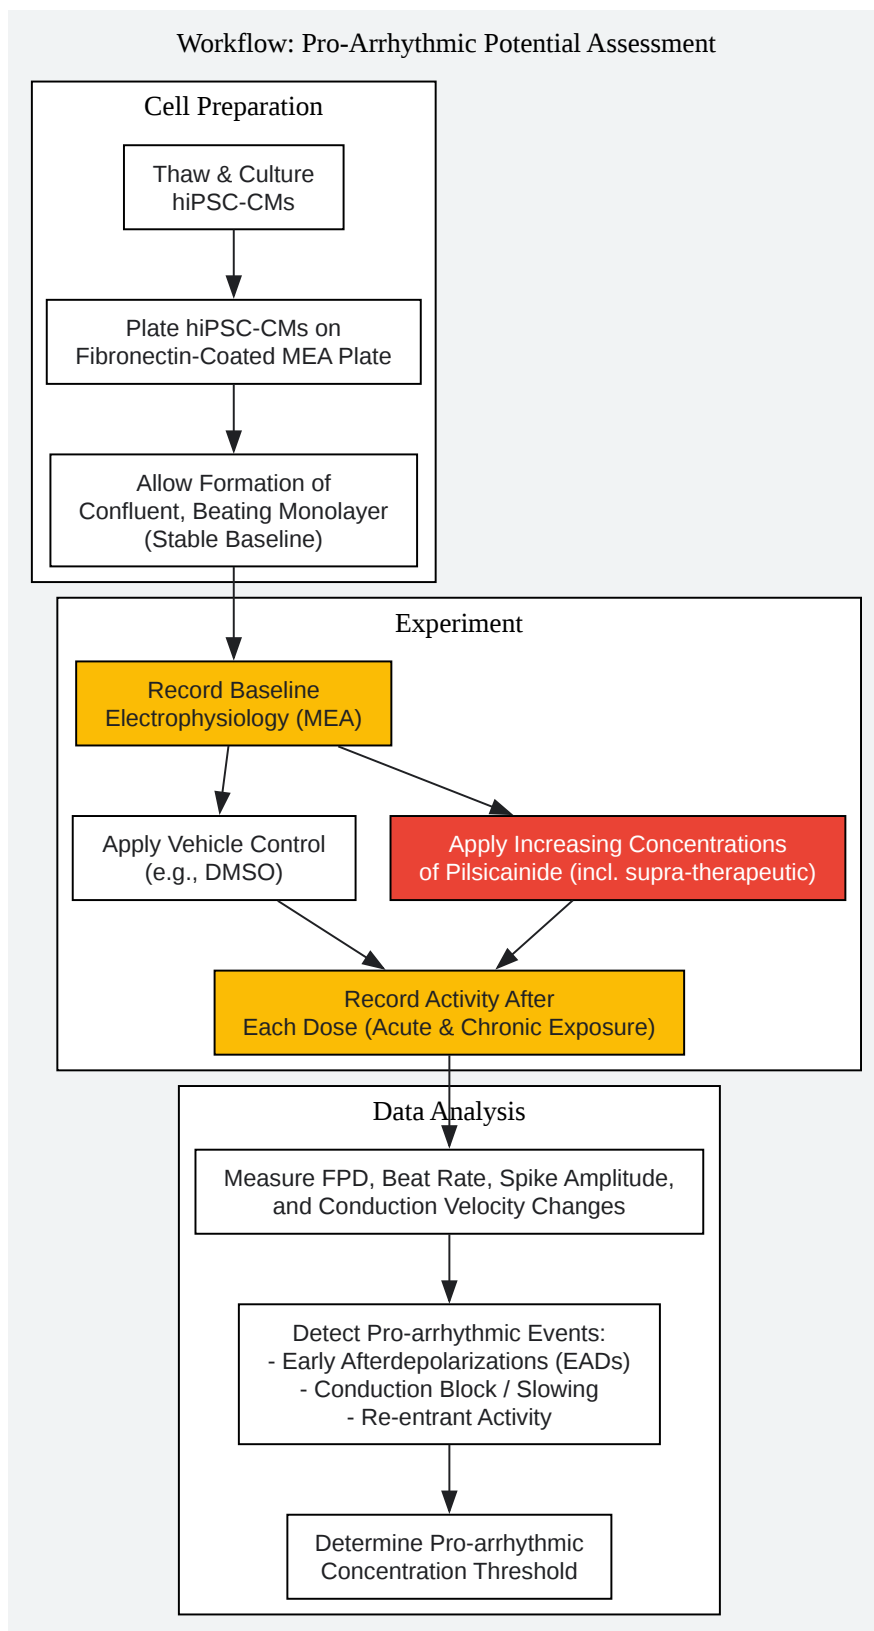 Workflow: Pro-Arrhythmic Potential Assessment
Cell Preparation
Thaw & Culture
hiPSC-CMs
Plate hiPSC-CMs on
Fibronectin-Coated MEA Plate
Allow Formation of
Confluent, Beating Monolayer
(Stable Baseline)
Experiment
Record Baseline
Electrophysiology (MEA)
Apply Vehicle Control
(e.g., DMSO)
Apply Increasing Concentrations
of Pilsicainide (incl. supra-therapeutic)
Record Activity After
Each Dose (Acute & Chronic Exposure)
Data Analysis
Measure FPD, Beat Rate, Spike Amplitude,
and Conduction Velocity Changes
Detect Pro-arrhythmic Events:
- Early Afterdepolarizations (EADs)
- Conduction Block / Slowing
- Re-entrant Activity
Determine Pro-arrhythmic
Concentration Threshold